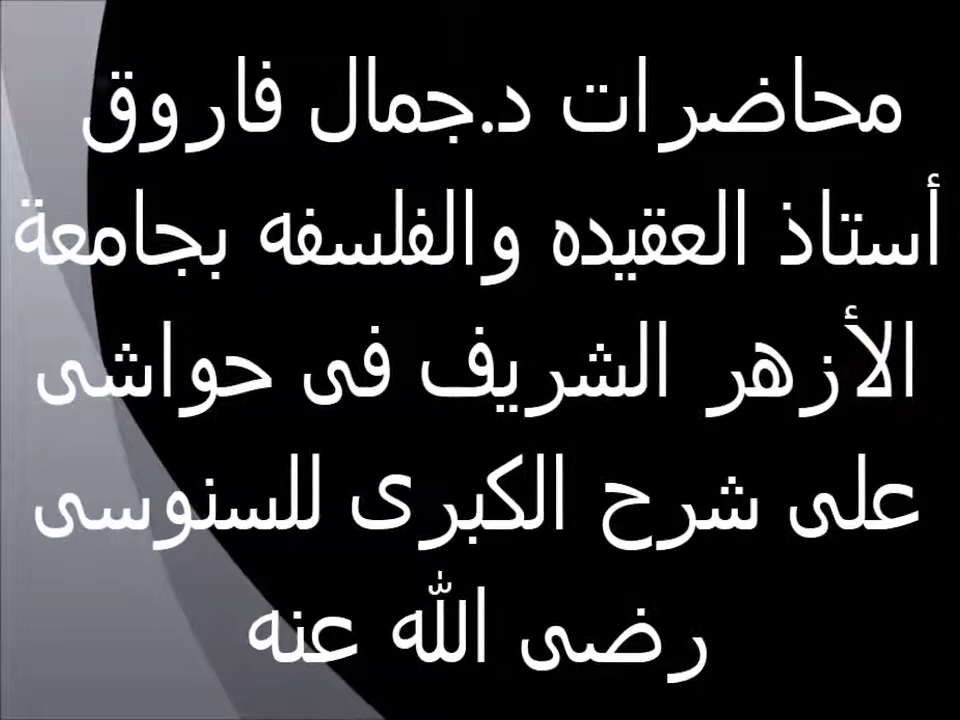 محاضرات د.جمال فاروق
أستاذ العقيده والفلسفه بجامعة
الأزهر الشريف فى حواشى
على شرح الكبرى للسنوسى
رضى الله عنه